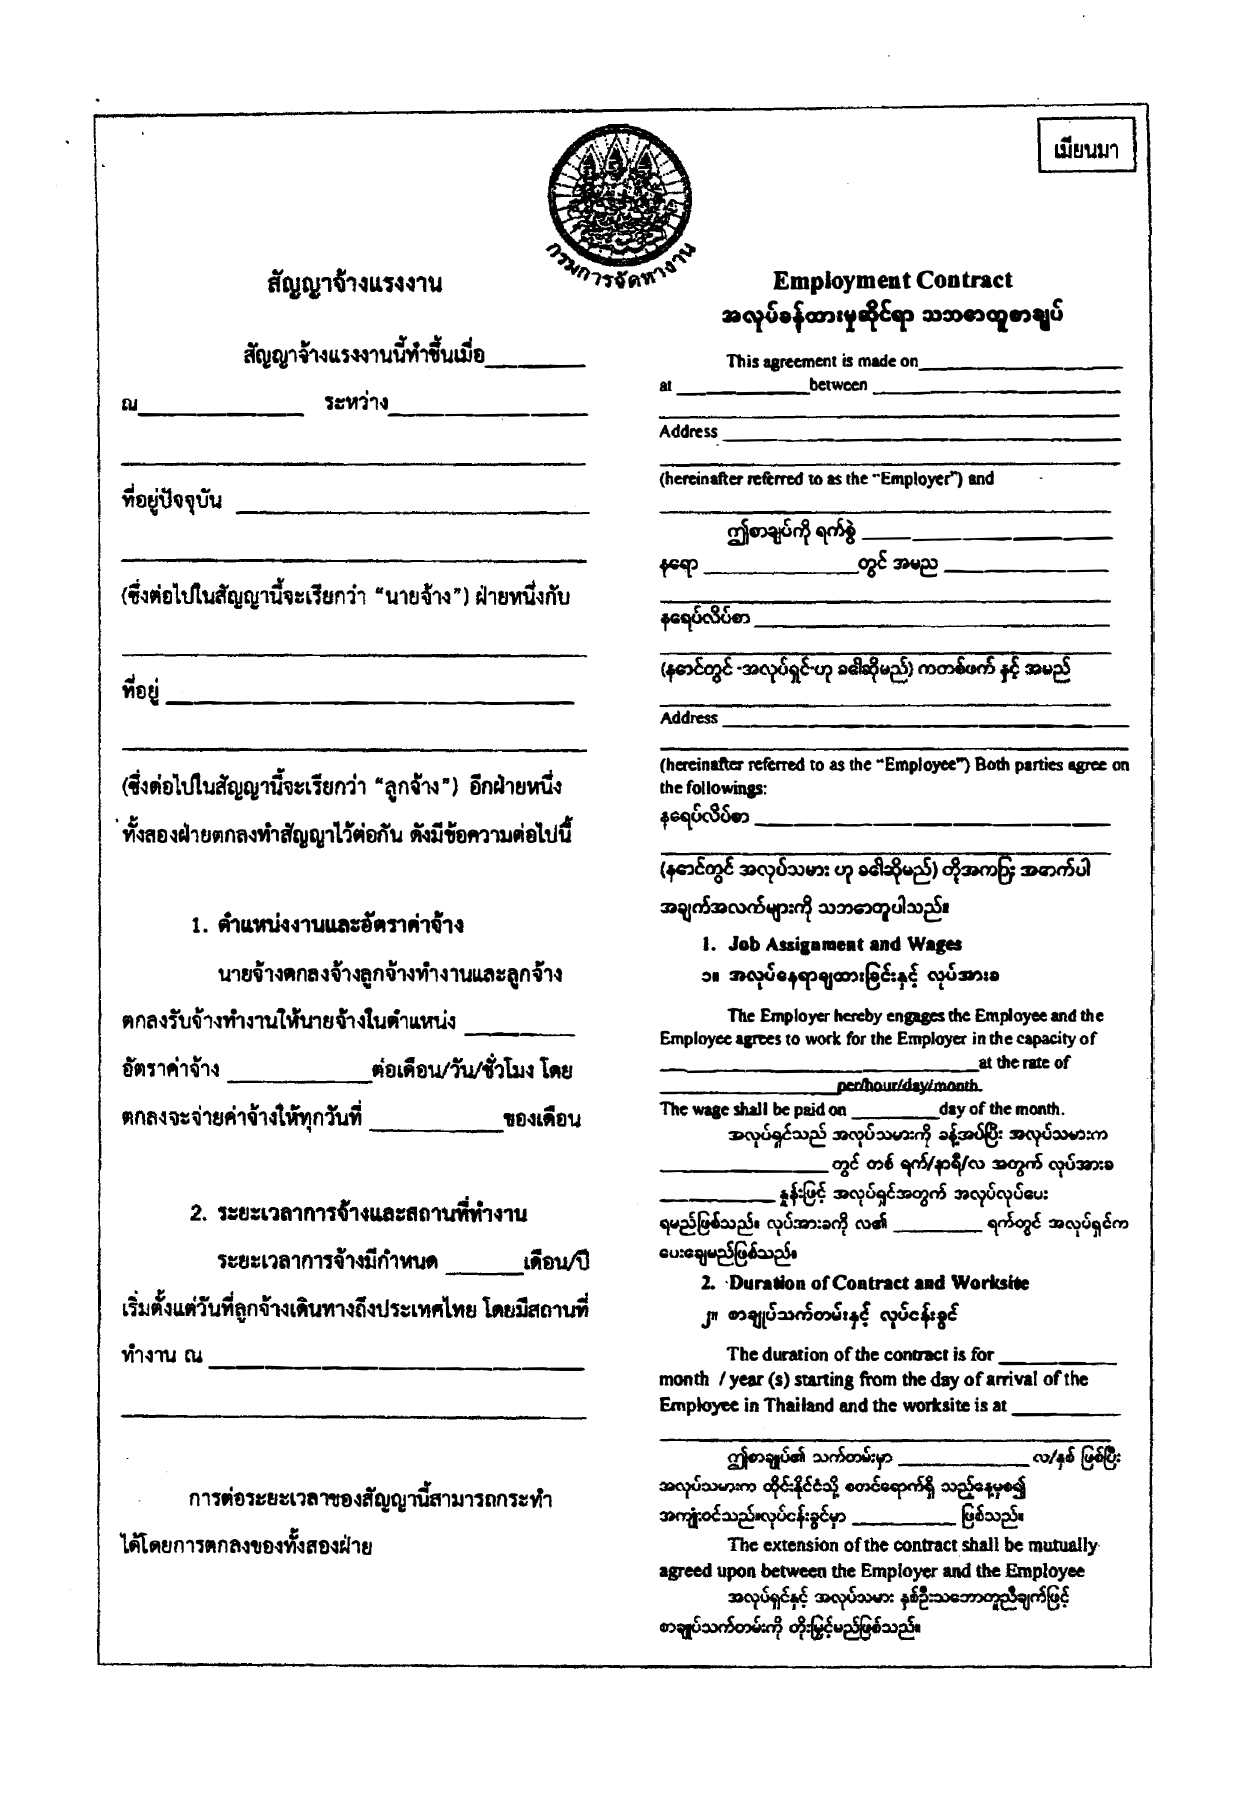 เมียนมา
กรมการจัดหางาน
สัญญาจ้างแรงงาน
สัญญาจ้างแรงงานนี้ทำขึ้นเมื่อ__________
ณ__________ ระหว่าง__________
ที่อยู่ปัจจุบัน __________
(ซึ่งต่อไปในสัญญานี้จะเรียกว่า “นายจ้าง”) ฝ่ายหนึ่งกับ
ที่อยู่ __________
(ซึ่งต่อไปในสัญญานี้จะเรียกว่า “ลูกจ้าง”) อีกฝ่ายหนึ่ง
ทั้งสองฝ่ายตกลงทำสัญญาไว้ต่อกัน ดังมีข้อความต่อไปนี้
1. ตำแหน่งงานและอัตราค่าจ้าง
นายจ้างตกลงจ้างลูกจ้างทำงานและลูกจ้าง
ตกลงรับจ้างทำงานให้นายจ้างในตำแหน่ง __________
อัตราค่าจ้าง __________ต่อเดือน/วัน/ชั่วโมง โดย
ตกลงจะจ่ายค่าจ้างให้ทุกวันที่ __________ของเดือน
2. ระยะเวลาการจ้างและสถานที่ทำงาน
ระยะเวลาการจ้างมีกำหนด ______เดือน/ปี
เริ่มตั้งแต่วันที่ลูกจ้างเดินทางถึงประเทศไทย โดยมีสถานที่
ทำงาน ณ __________
การต่อระยะเวลาของสัญญานี้สามารถกระทำ
ได้โดยการตกลงของทั้งสองฝ่าย
Employment Contract
အလုပ်ခန့်ထားမှုဆိုင်ရာ သဘောတူစာချုပ်
This agreement is made on__________
at __________between __________
Address __________
(hereinafter referred to as the “Employer”) and
ဤစာချုပ်ကို ရက်စွဲ __________
နရော __________တွင် အမည __________
နရေပ်လိပ်စာ __________
(နောင်တွင် -အလုပ်ရှင်-ဟု ခေါ်ဆိုမည်) ကတစ်ဖက် နှင့် အမည်
Address __________
(hereinafter referred to as the “Employee”) Both parties agree on
the followings:
နရေပ်လိပ်စာ __________
(နောင်တွင် အလုပ်သမား ဟု ခေါ်ဆိုမည်) တို့အကြား အောက်ပါ
အချက်အလက်များကို သဘောတူပါသည်။
1. Job Assignment and Wages
၁။ အလုပ်နေရာချထားခြင်းနှင့် လုပ်အားခ
The Employer hereby engages the Employee and the
Employee agrees to work for the Employer in the capacity of
__________at the rate of
__________per/hour/day/month.
The wage shall be paid on ________day of the month.
အလုပ်ရှင်သည် အလုပ်သမားကို ခန့်အပ်ပြီး အလုပ်သမားက
__________ တွင် တစ် ရက်/နာရီ/လ အတွက် လုပ်အားခ
__________ နှုန်းဖြင့် အလုပ်ရှင်အတွက် အလုပ်လုပ်ပေး
ရမည်ဖြစ်သည်။ လုပ်အားခကို လ၏ ________ ရက်တွင် အလုပ်ရှင်က
ပေးချေမည်ဖြစ်သည်။
2. Duration of Contract and Worksite
၂။ စာချုပ်သက်တမ်းနှင့် လုပ်ငန်းခွင်
The duration of the contract is for __________
month / year (s) starting from the day of arrival of the
Employee in Thailand and the worksite is at __________
ဤစာချုပ်၏ သက်တမ်းမှာ __________ လ/နှစ် ဖြစ်ပြီး
အလုပ်သမားက ထိုင်းနိုင်ငံသို့ စတင်ရောက်ရှိ သည့်နေ့မှစ၍
အကျုံးဝင်သည်။လုပ်ငန်းခွင်မှာ __________ ဖြစ်သည်။
The extension of the contract shall be mutually
agreed upon between the Employer and the Employee
အလုပ်ရှင်နှင့် အလုပ်သမား နှစ်ဦးသဘောတူညီချက်ဖြင့်
စာချုပ်သက်တမ်းကို တိုးမြှင့်မည်ဖြစ်သည်။